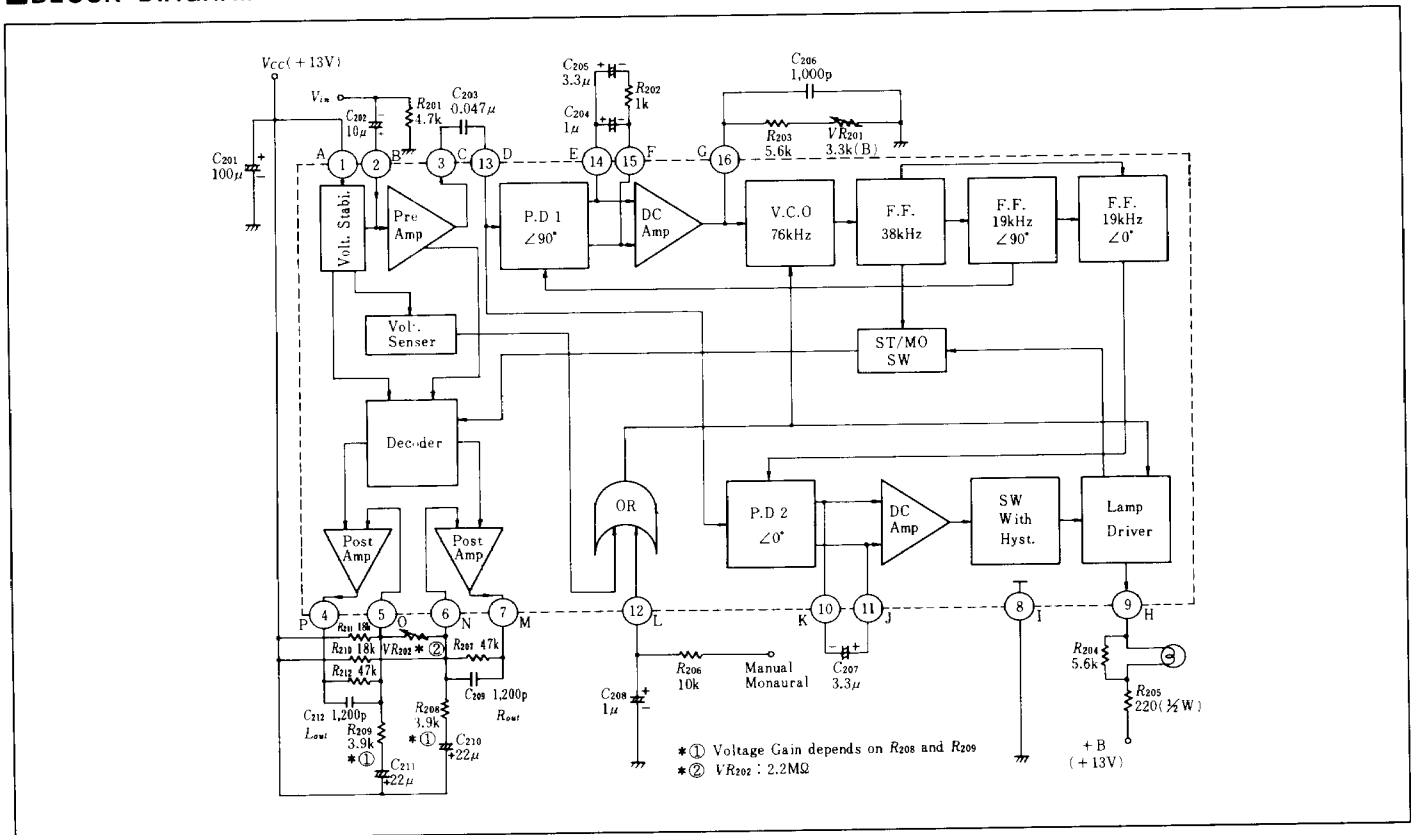 Vcc(+13V)
Vin
C202
10μ
R201
4.7k
C203
0.047μ
C205
3.3μ
R202
1k
C204
1μ
C206
1,000p
R203
5.6k
VR201
3.3k(B)
C201
100μ
A 1 2 B 3 C 13 D E 14 15 F G 16
Volt. Stabi.
Pre
Amp
P.D 1
∠90°
DC
Amp
V.C.O
76kHz
F.F.
38kHz
F.F.
19kHz
∠90°
F.F.
19kHz
∠0°
Volt.
Senser
ST/MO
SW
Decoder
OR
P.D 2
∠0°
DC
Amp
SW
With
Hyst.
Lamp
Driver
Post
Amp
Post
Amp
P 4 5 O 6 N 7 M 12 L K 10 11 J 8 I 9 H
R211 18k
R210 18k
R212 47k
VR202 * ②
R207 47k
C209 1,200p
Rout
C212 1,200p
Lout
R209
3.9k
*①
C211
+22μ
R208
3.9k
*①
C210
+22μ
C208
1μ
R206
10k
Manual
Monaural
C207
3.3μ
R204
5.6k
R205
220(½W)
+B
(+13V)
*① Voltage Gain depends on R208 and R209
*② VR202 : 2.2MΩ